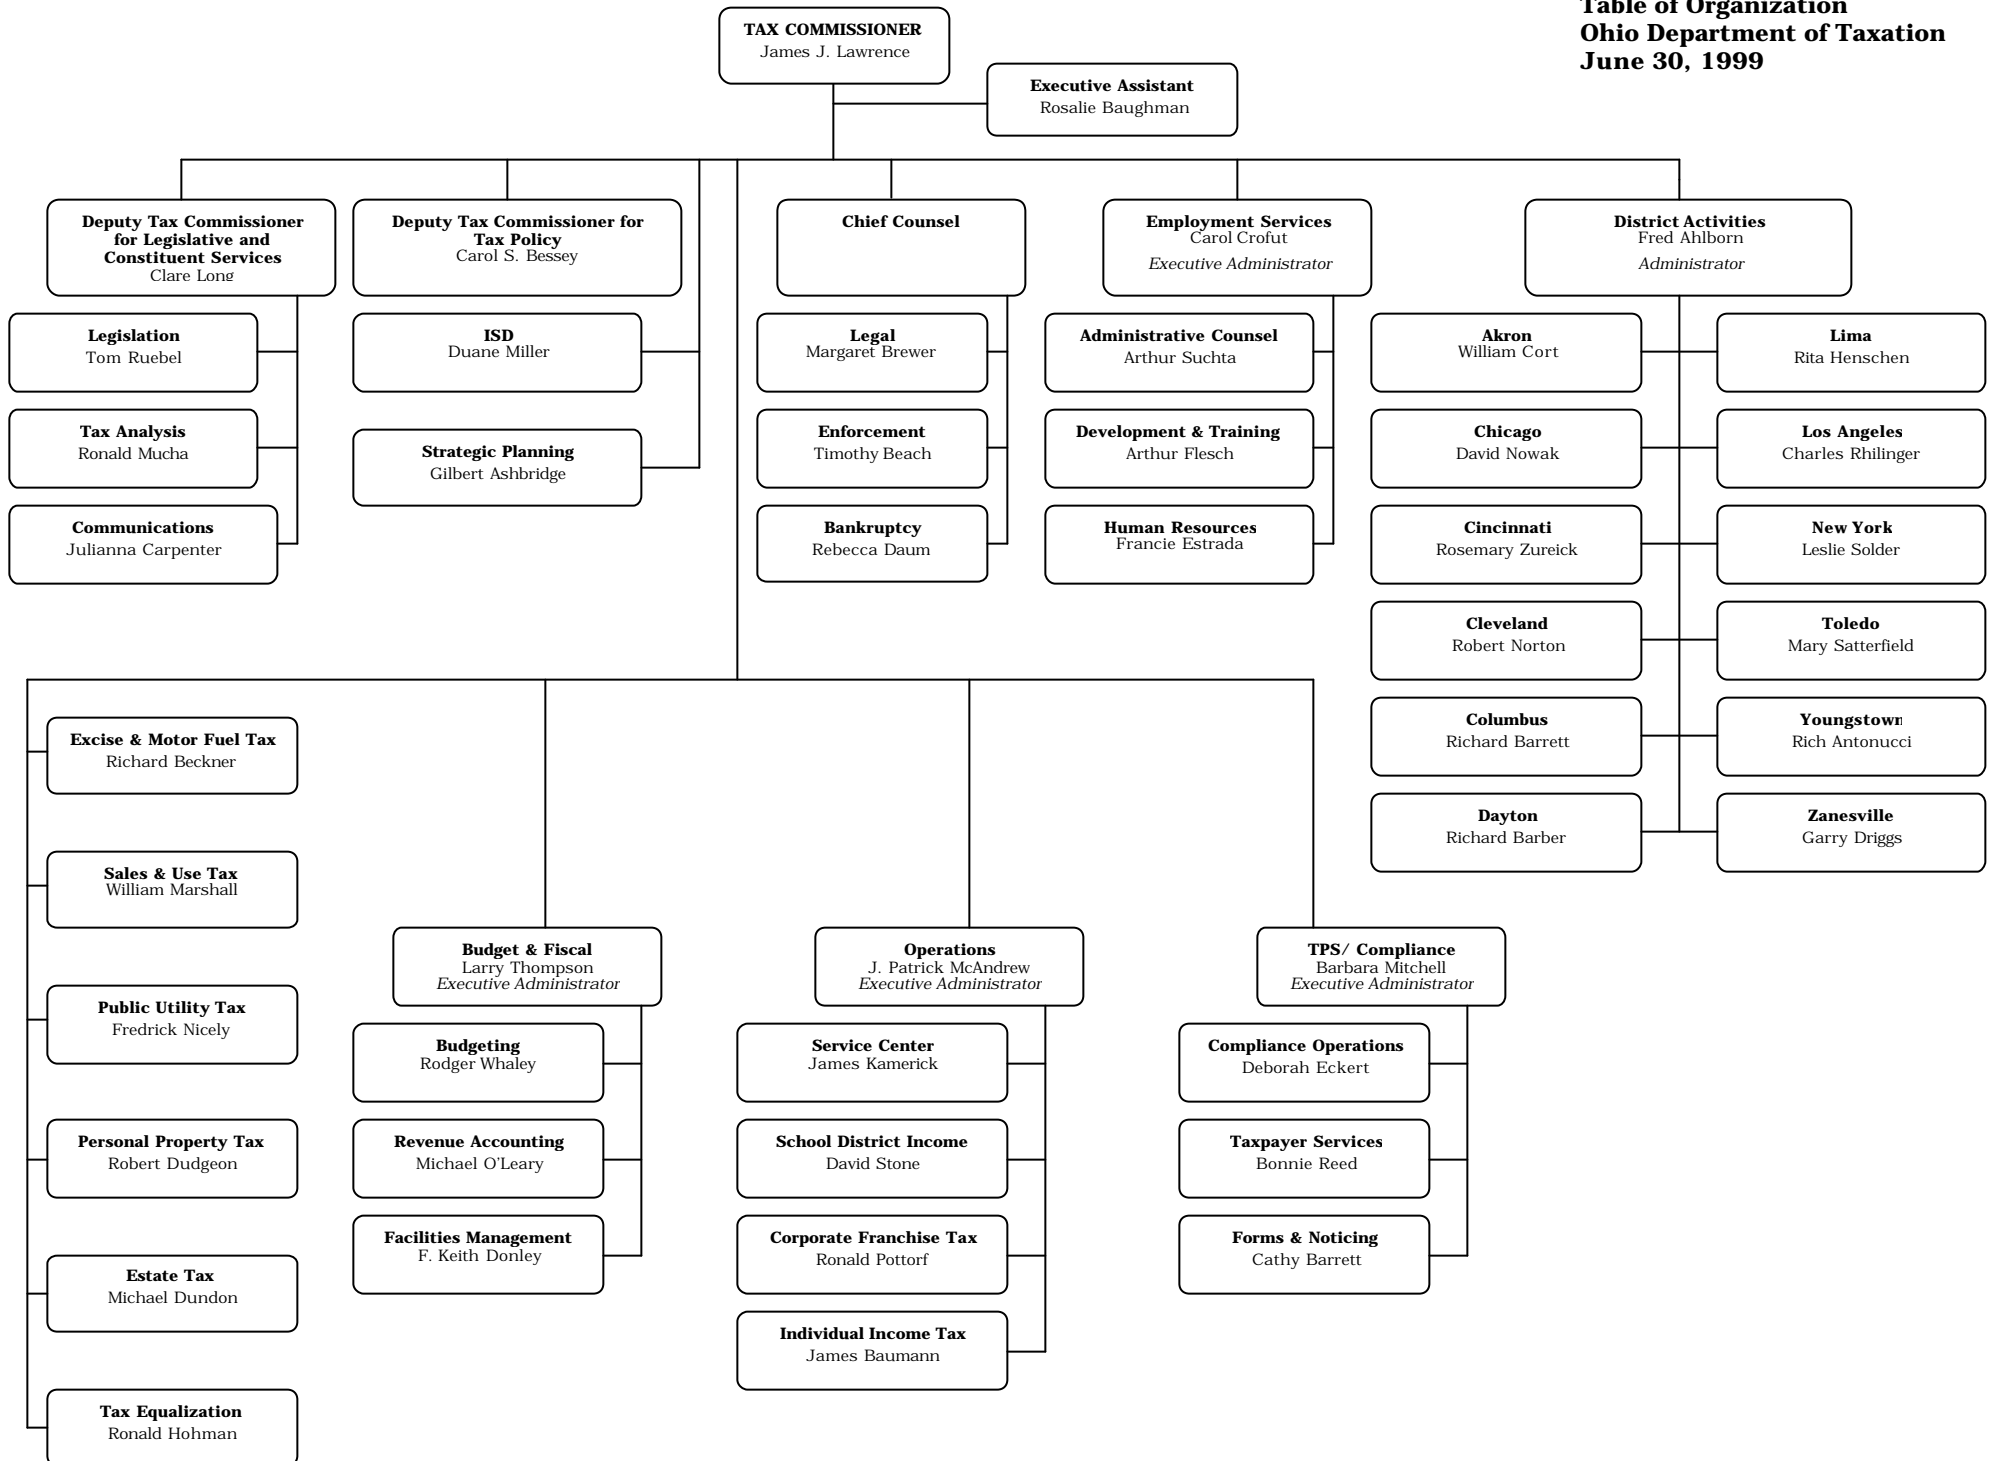 Table of Organization
Ohio Department of Taxation
June 30, 1999
TAX COMMISSIONER
James J. Lawrence
Executive Assistant
Rosalie Baughman
Deputy Tax Commissioner
for Legislative and
Constituent Services
Clare Long
Legislation
Tom Ruebel
Tax Analysis
Ronald Mucha
Communications
Julianna Carpenter
Deputy Tax Commissioner for
Tax Policy
Carol S. Bessey
ISD
Duane Miller
Strategic Planning
Gilbert Ashbridge
Chief Counsel
Legal
Margaret Brewer
Enforcement
Timothy Beach
Bankruptcy
Rebecca Daum
Employment Services
Carol Crofut
Executive Administrator
Administrative Counsel
Arthur Suchta
Development & Training
Arthur Flesch
Human Resources
Francie Estrada
District Activities
Fred Ahlborn
Administrator
Akron
William Cort
Chicago
David Nowak
Cincinnati
Rosemary Zureick
Cleveland
Robert Norton
Columbus
Richard Barrett
Dayton
Richard Barber
Lima
Rita Henschen
Los Angeles
Charles Rhilinger
New York
Leslie Solder
Toledo
Mary Satterfield
Youngstown
Rich Antonucci
Zanesville
Garry Driggs
Excise & Motor Fuel Tax
Richard Beckner
Sales & Use Tax
William Marshall
Public Utility Tax
Fredrick Nicely
Personal Property Tax
Robert Dudgeon
Estate Tax
Michael Dundon
Tax Equalization
Ronald Hohman
Budget & Fiscal
Larry Thompson
Executive Administrator
Budgeting
Rodger Whaley
Revenue Accounting
Michael O'Leary
Facilities Management
F. Keith Donley
Operations
J. Patrick McAndrew
Executive Administrator
Service Center
James Kamerick
School District Income
David Stone
Corporate Franchise Tax
Ronald Pottorf
Individual Income Tax
James Baumann
TPS/ Compliance
Barbara Mitchell
Executive Administrator
Compliance Operations
Deborah Eckert
Taxpayer Services
Bonnie Reed
Forms & Noticing
Cathy Barrett